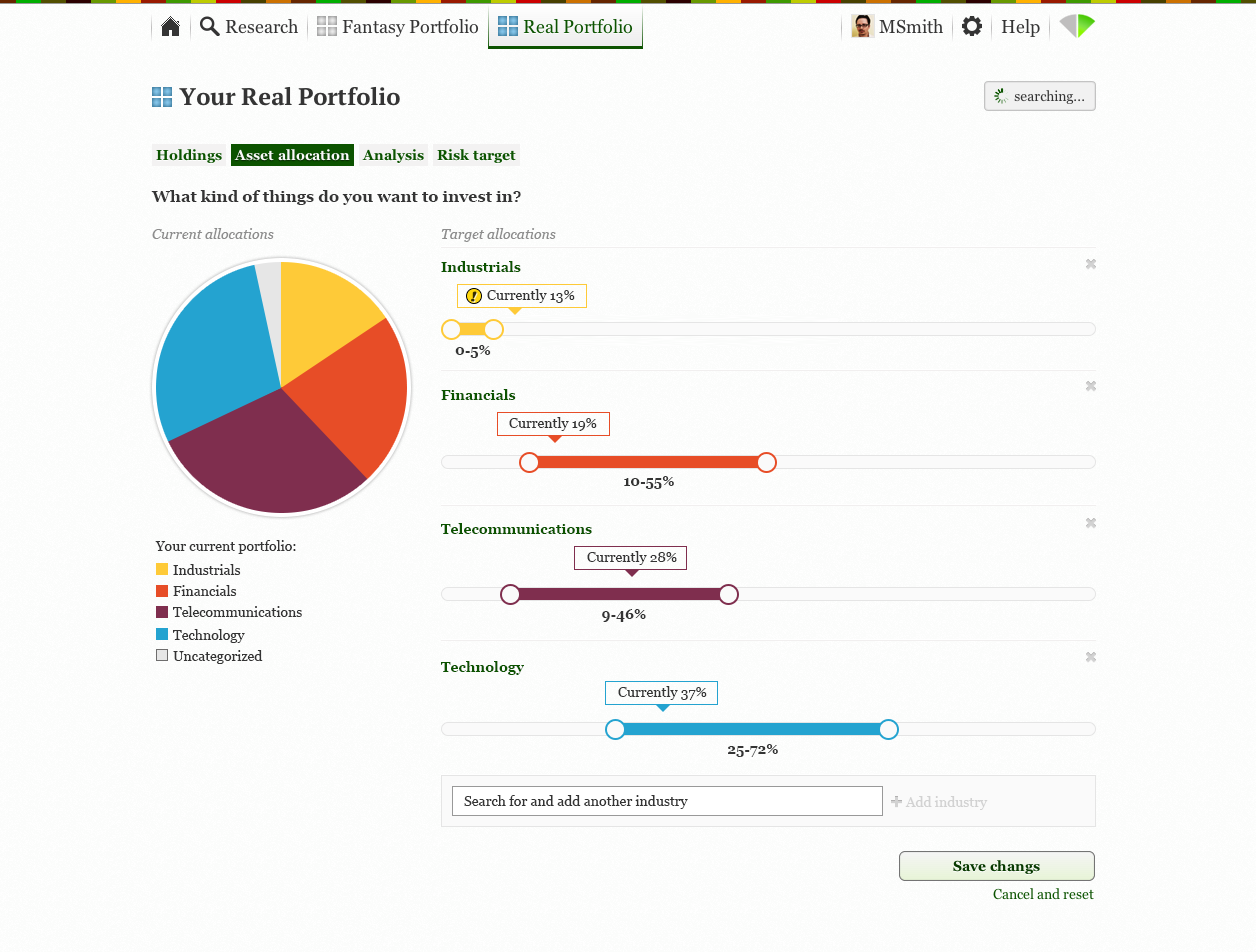 Research
Fantasy Portfolio
Real Portfolio
MSmith
Help
Your Real Portfolio
searching...
Holdings
Asset allocation
Analysis
Risk target
What kind of things do you want to invest in?
Current allocations
Your current portfolio:
Industrials
Financials
Telecommunications
Technology
Uncategorized
Target allocations
Industrials
! Currently 13%
0-5%
Financials
Currently 19%
10-55%
Telecommunications
Currently 28%
9-46%
Technology
Currently 37%
25-72%
Search for and add another industry
Add industry
Save changs
Cancel and reset